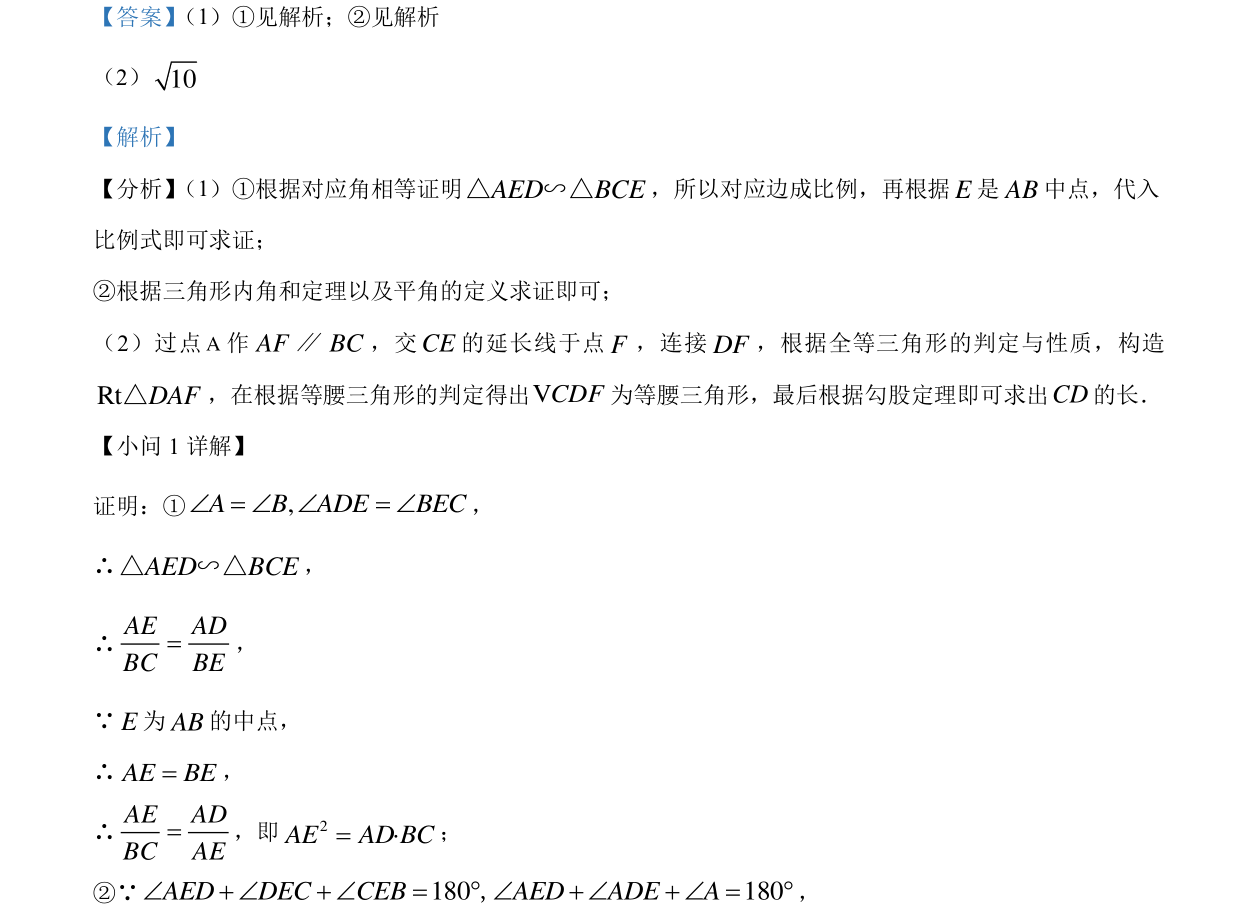 【答案】（1）①见解析；②见解析
（2）√10
【解析】
【分析】（1）①根据对应角相等证明△AED∽△BCE，所以对应边成比例，再根据E是AB中点，代入
比例式即可求证；
②根据三角形内角和定理以及平角的定义求证即可；
（2）过点A作AF∥BC，交CE的延长线于点F，连接DF，根据全等三角形的判定与性质，构造
Rt△DAF，在根据等腰三角形的判定得出VCDF为等腰三角形，最后根据勾股定理即可求出CD的长．
【小问1详解】
证明：①∠A=∠B,∠ADE=∠BEC，
∴△AED∽△BCE，
∴AE/BC=AD/BE，
∵E为AB的中点，
∴AE=BE，
∴AE/BC=AD/AE，即AE²=AD·BC；
②∵∠AED+∠DEC+∠CEB=180°,∠AED+∠ADE+∠A=180°，